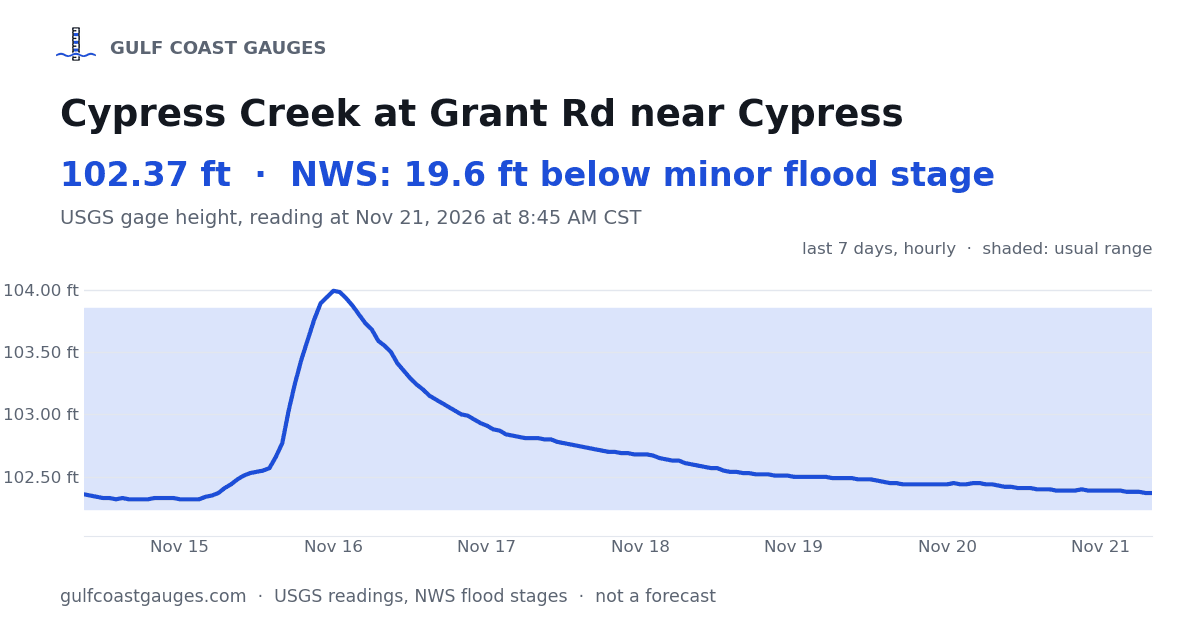 GULF COAST GAUGES
Cypress Creek at Grant Rd near Cypress
102.37 ft · NWS: 19.6 ft below minor flood stage
USGS gage height, reading at Nov 21, 2026 at 8:45 AM CST
last 7 days, hourly · shaded: usual range
104.00 ft
103.50 ft
103.00 ft
102.50 ft
Nov 15 Nov 16 Nov 17 Nov 18 Nov 19 Nov 20 Nov 21
gulfcoastgauges.com · USGS readings, NWS flood stages · not a forecast